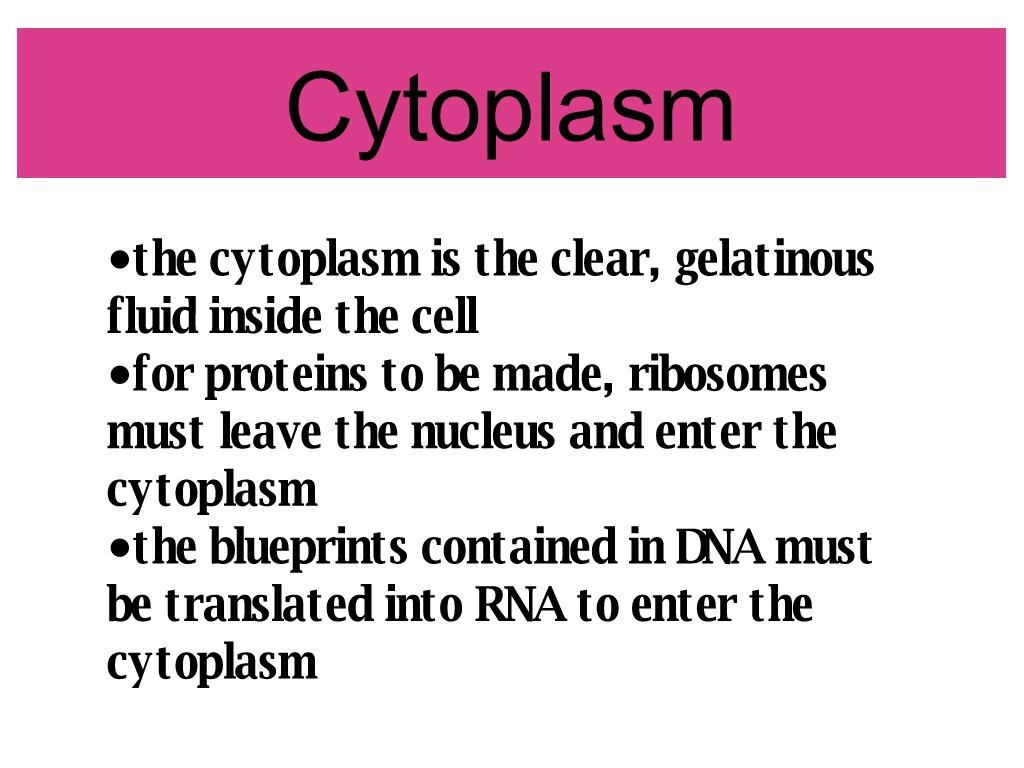 Cytoplasm
•the cytoplasm is the clear, gelatinous
fluid inside the cell
•for proteins to be made, ribosomes
must leave the nucleus and enter the
cytoplasm
•the blueprints contained in DNA must
be translated into RNA to enter the
cytoplasm